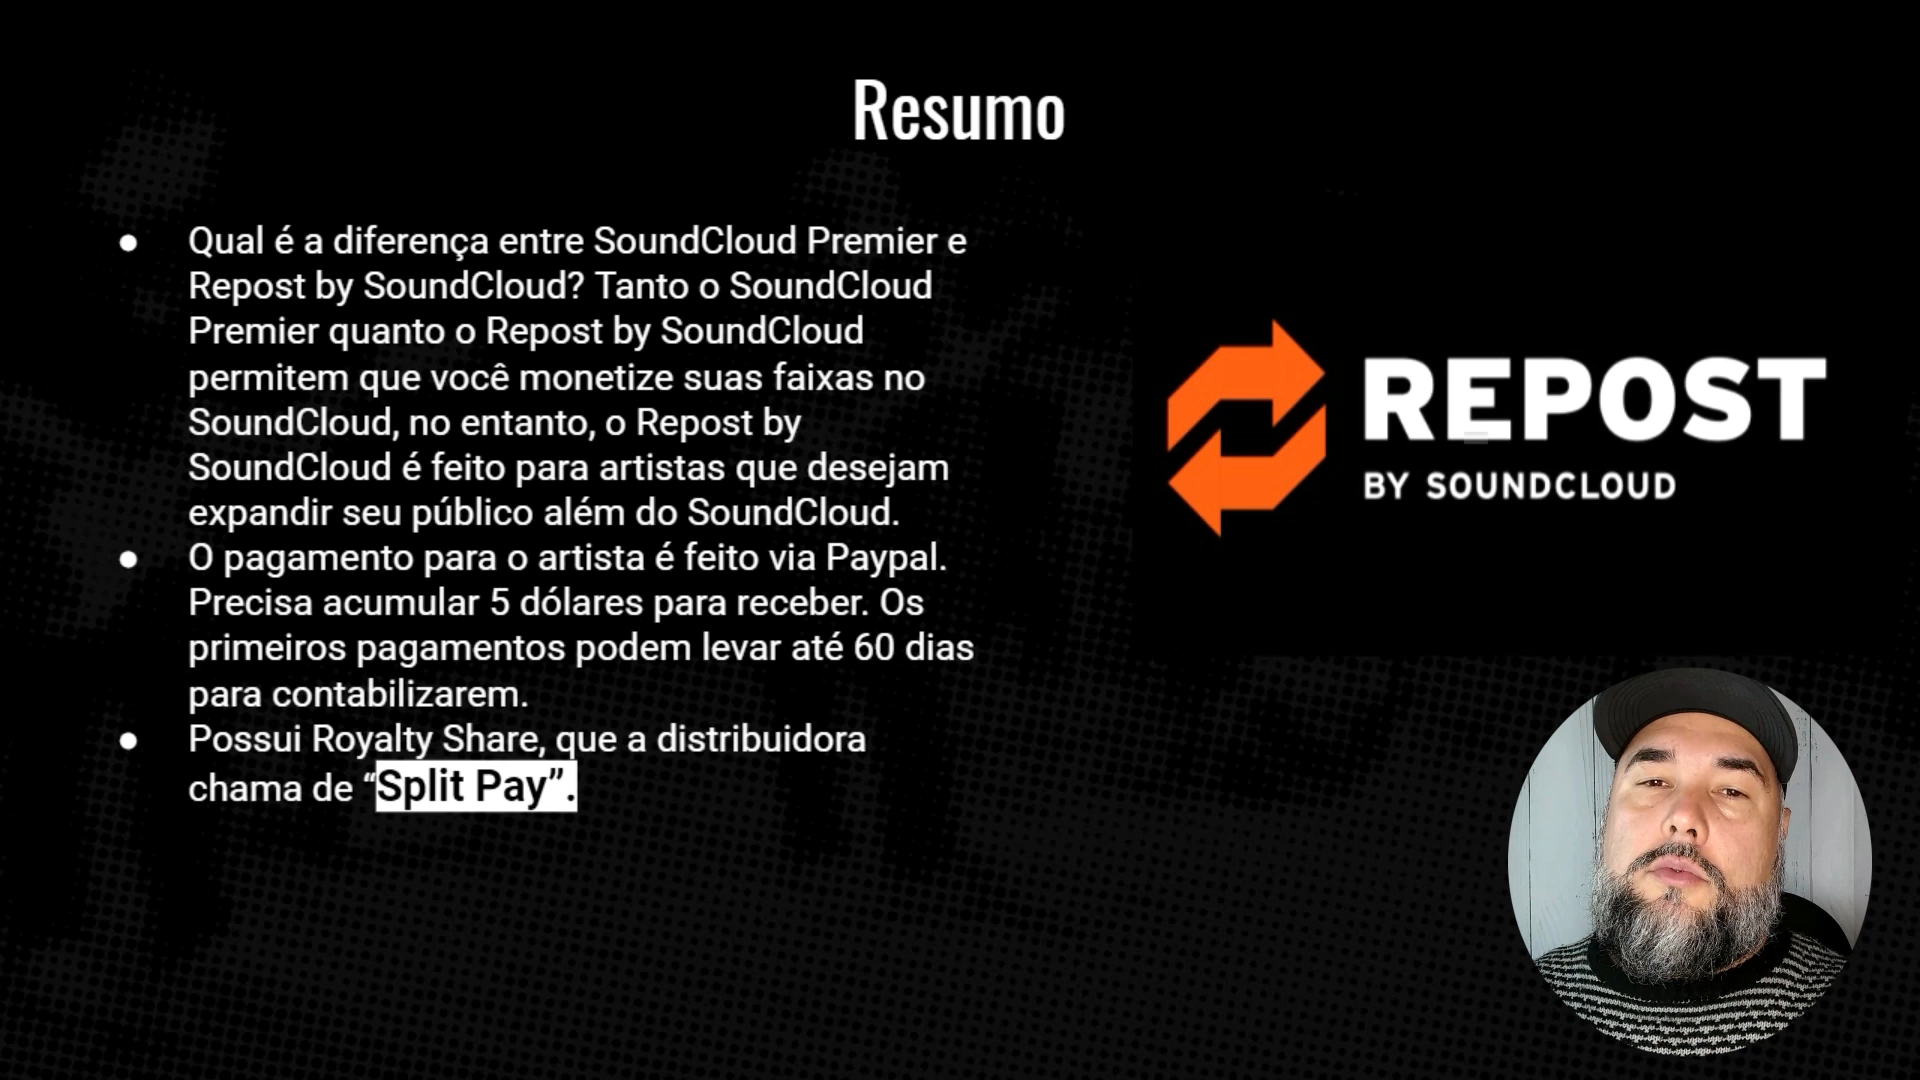 Resumo
● Qual é a diferença entre SoundCloud Premier e
Repost by SoundCloud? Tanto o SoundCloud
Premier quanto o Repost by SoundCloud
permitem que você monetize suas faixas no
SoundCloud, no entanto, o Repost by
SoundCloud é feito para artistas que desejam
expandir seu público além do SoundCloud.
● O pagamento para o artista é feito via Paypal.
Precisa acumular 5 dólares para receber. Os
primeiros pagamentos podem levar até 60 dias
para contabilizarem.
● Possui Royalty Share, que a distribuidora
chama de “Split Pay”.
REPOST
BY SOUNDCLOUD